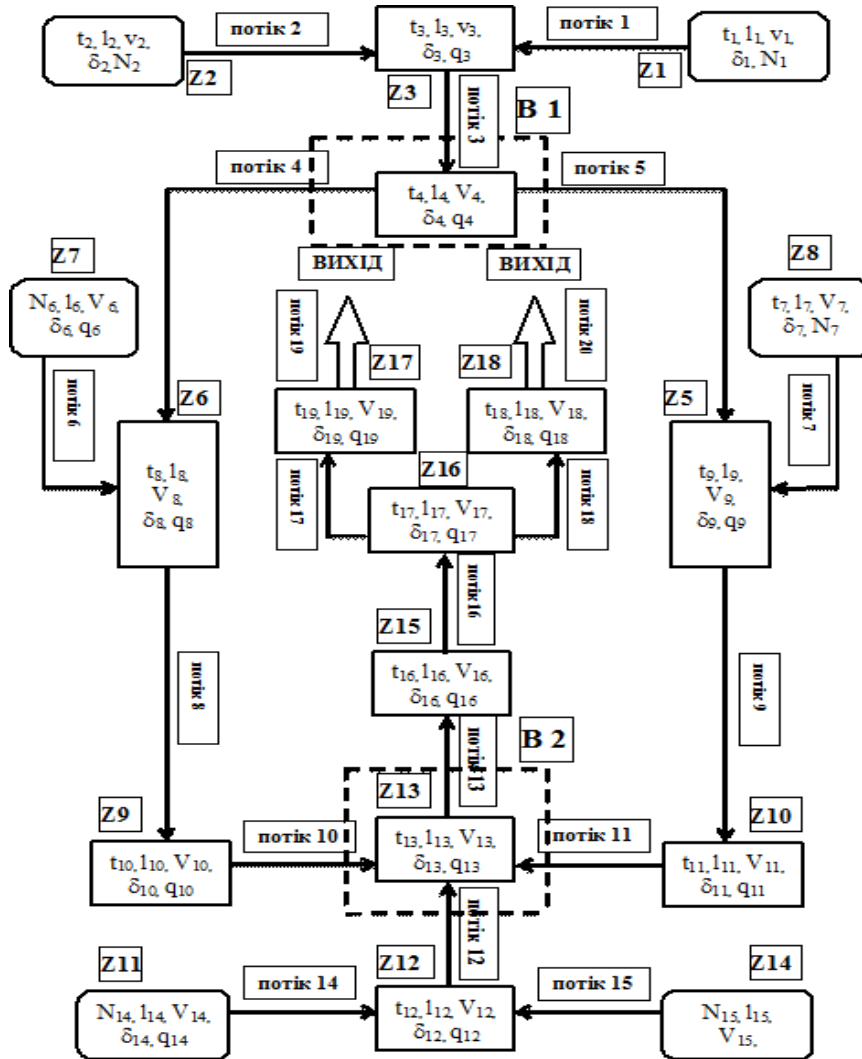 t₂, l₂, v₂,
δ₂, N₂
потік 2
Z2
t₃, l₃, v₃,
δ₃, q₃
Z3
потік 1
Z1
t₁, l₁, v₁,
δ₁, N₁
потік 3
В 1
потік 4
t₄, l₄, V₄,
δ₄, q₄
потік 5
Z7
N₆, l₆, V₆,
δ₆, q₆
потік 6
ВИХІД
ВИХІД
Z8
t₇, l₇, V₇,
δ₇, N₇
потік 7
потік 19
Z17
Z18
потік 20
Z6
t₈, l₈,
V₈,
δ₈, q₈
t₁₉, l₁₉, V₁₉,
δ₁₉, q₁₉
t₁₈, l₁₈, V₁₈,
δ₁₈, q₁₈
Z5
t₉, l₉,
V₉,
δ₉, q₉
потік 17
Z16
t₁₇, l₁₇, V₁₇,
δ₁₇, q₁₇
потік 18
потік16
Z15
t₁₆, l₁₆, V₁₆,
δ₁₆, q₁₆
потік 8
потік 9
потік 13
В 2
Z13
t₁₃, l₁₃, V₁₃,
δ₁₃, q₁₃
Z9
t₁₀, l₁₀, V₁₀,
δ₁₀, q₁₀
потік 10
потік 11
Z10
t₁₁, l₁₁, V₁₁,
δ₁₁, q₁₁
потік 12
Z11
N₁₄, l₁₄, V₁₄,
δ₁₄, q₁₄
потік 14
Z12
t₁₂, l₁₂, V₁₂,
δ₁₂, q₁₂
потік 15
Z14
N₁₅, l₁₅,
V₁₅,